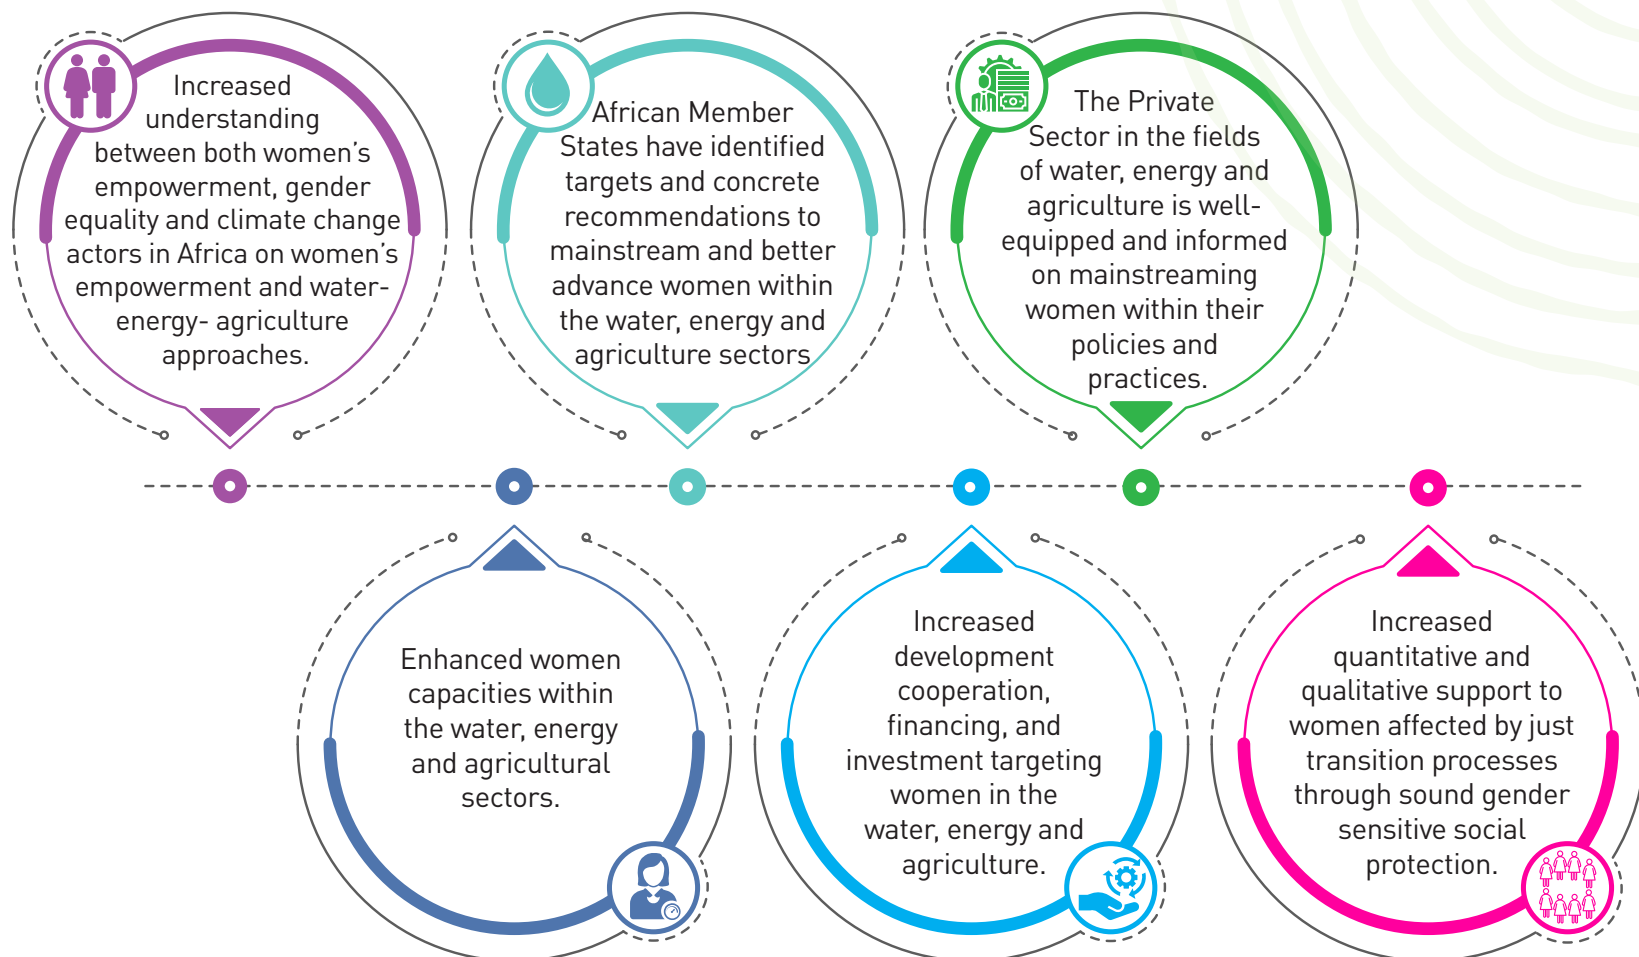 Increased
understanding
between both women's
empowerment, gender
equality and climate change
actors in Africa on women's
empowerment and water-
energy- agriculture
approaches.
African Member
States have identified
targets and concrete
recommendations to
mainstream and better
advance women within
the water, energy and
agriculture sectors
The Private
Sector in the fields
of water, energy and
agriculture is well-
equipped and informed
on mainstreaming
women within their
policies and
practices.
Enhanced women
capacities within
the water, energy
and agricultural
sectors.
Increased
development
cooperation,
financing, and
investment targeting
women in the
water, energy and
agriculture.
Increased
quantitative and
qualitative support to
women affected by just
transition processes
through sound gender
sensitive social
protection.